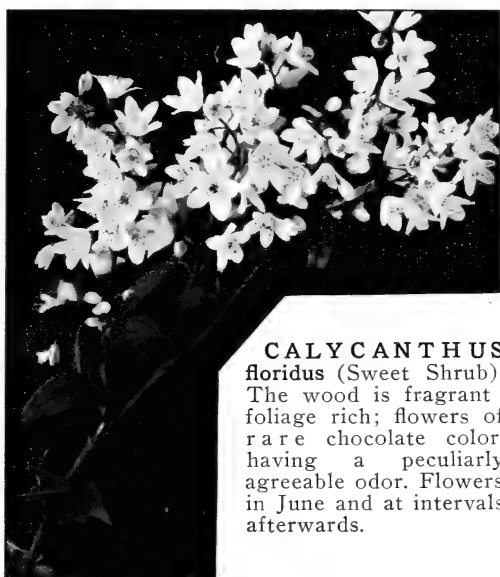 CALYCANTHUS
floridus (Sweet Shrub)
The wood is fragrant
foliage rich; flowers of
rare chocolate color
having a peculiarly
agreeable odor. Flowers
in June and at intervals
afterwards.